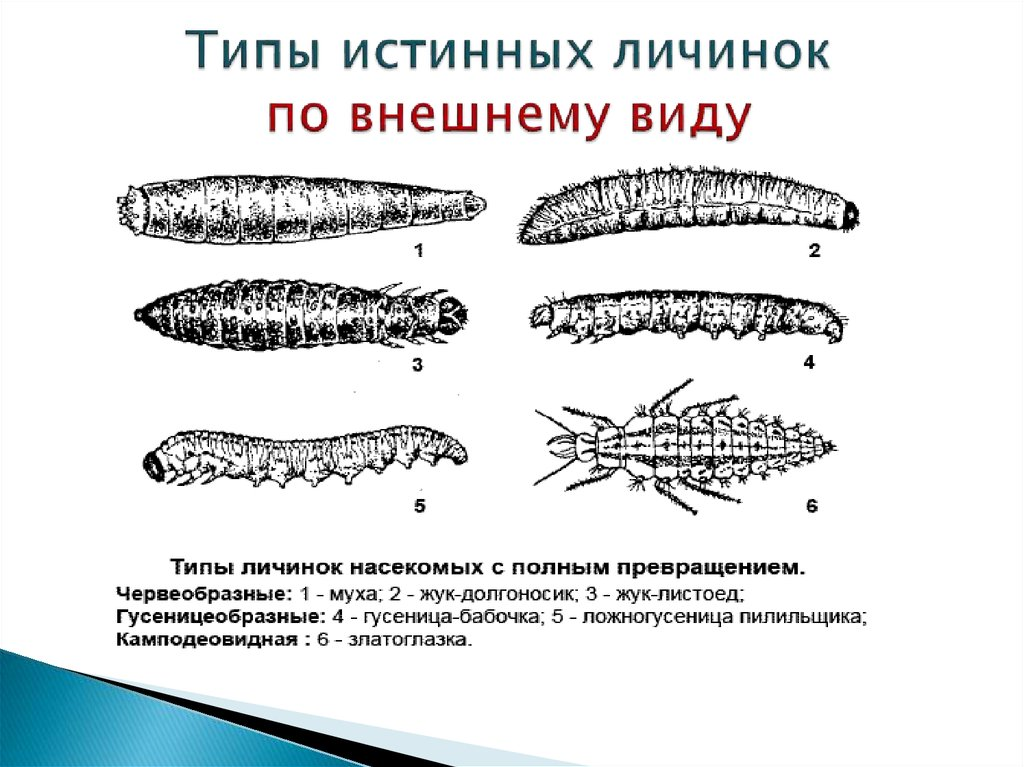 Типы истинных личинок
по внешнему виду
1
2
3
4
5
6
Типы личинок насекомых с полным превращением.
Червеобразные: 1 - муха; 2 - жук-долгоносик; 3 - жук-листоед;
Гусеницеобразные: 4 - гусеница-бабочка; 5 - ложногусеница пилильщика;
Камподеовидная : 6 - златоглазка.